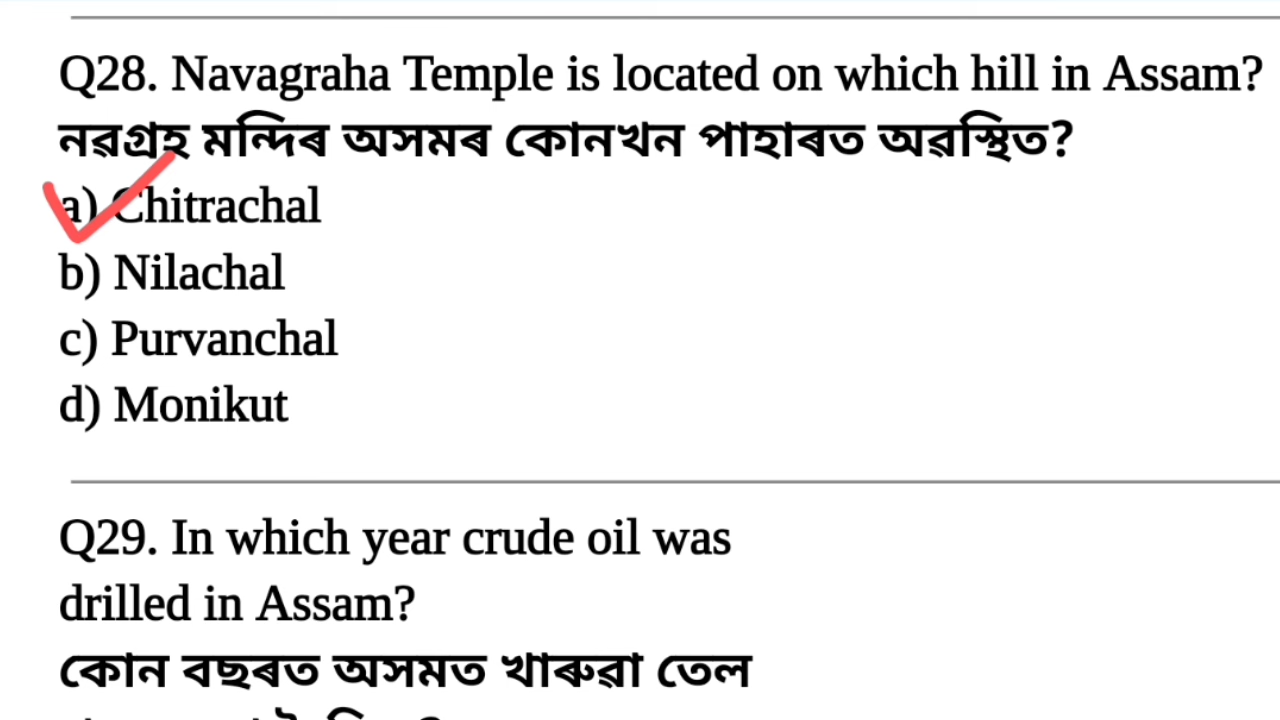 Q28. Navagraha Temple is located on which hill in Assam?
নৱগ্ৰহ মন্দিৰ অসমৰ কোনখন পাহাৰত অৱস্থিত?
a) Chitrachal
b) Nilachal
c) Purvanchal
d) Monikut
Q29. In which year crude oil was
drilled in Assam?
কোন বছৰত অসমত খাৰুৱা তেল